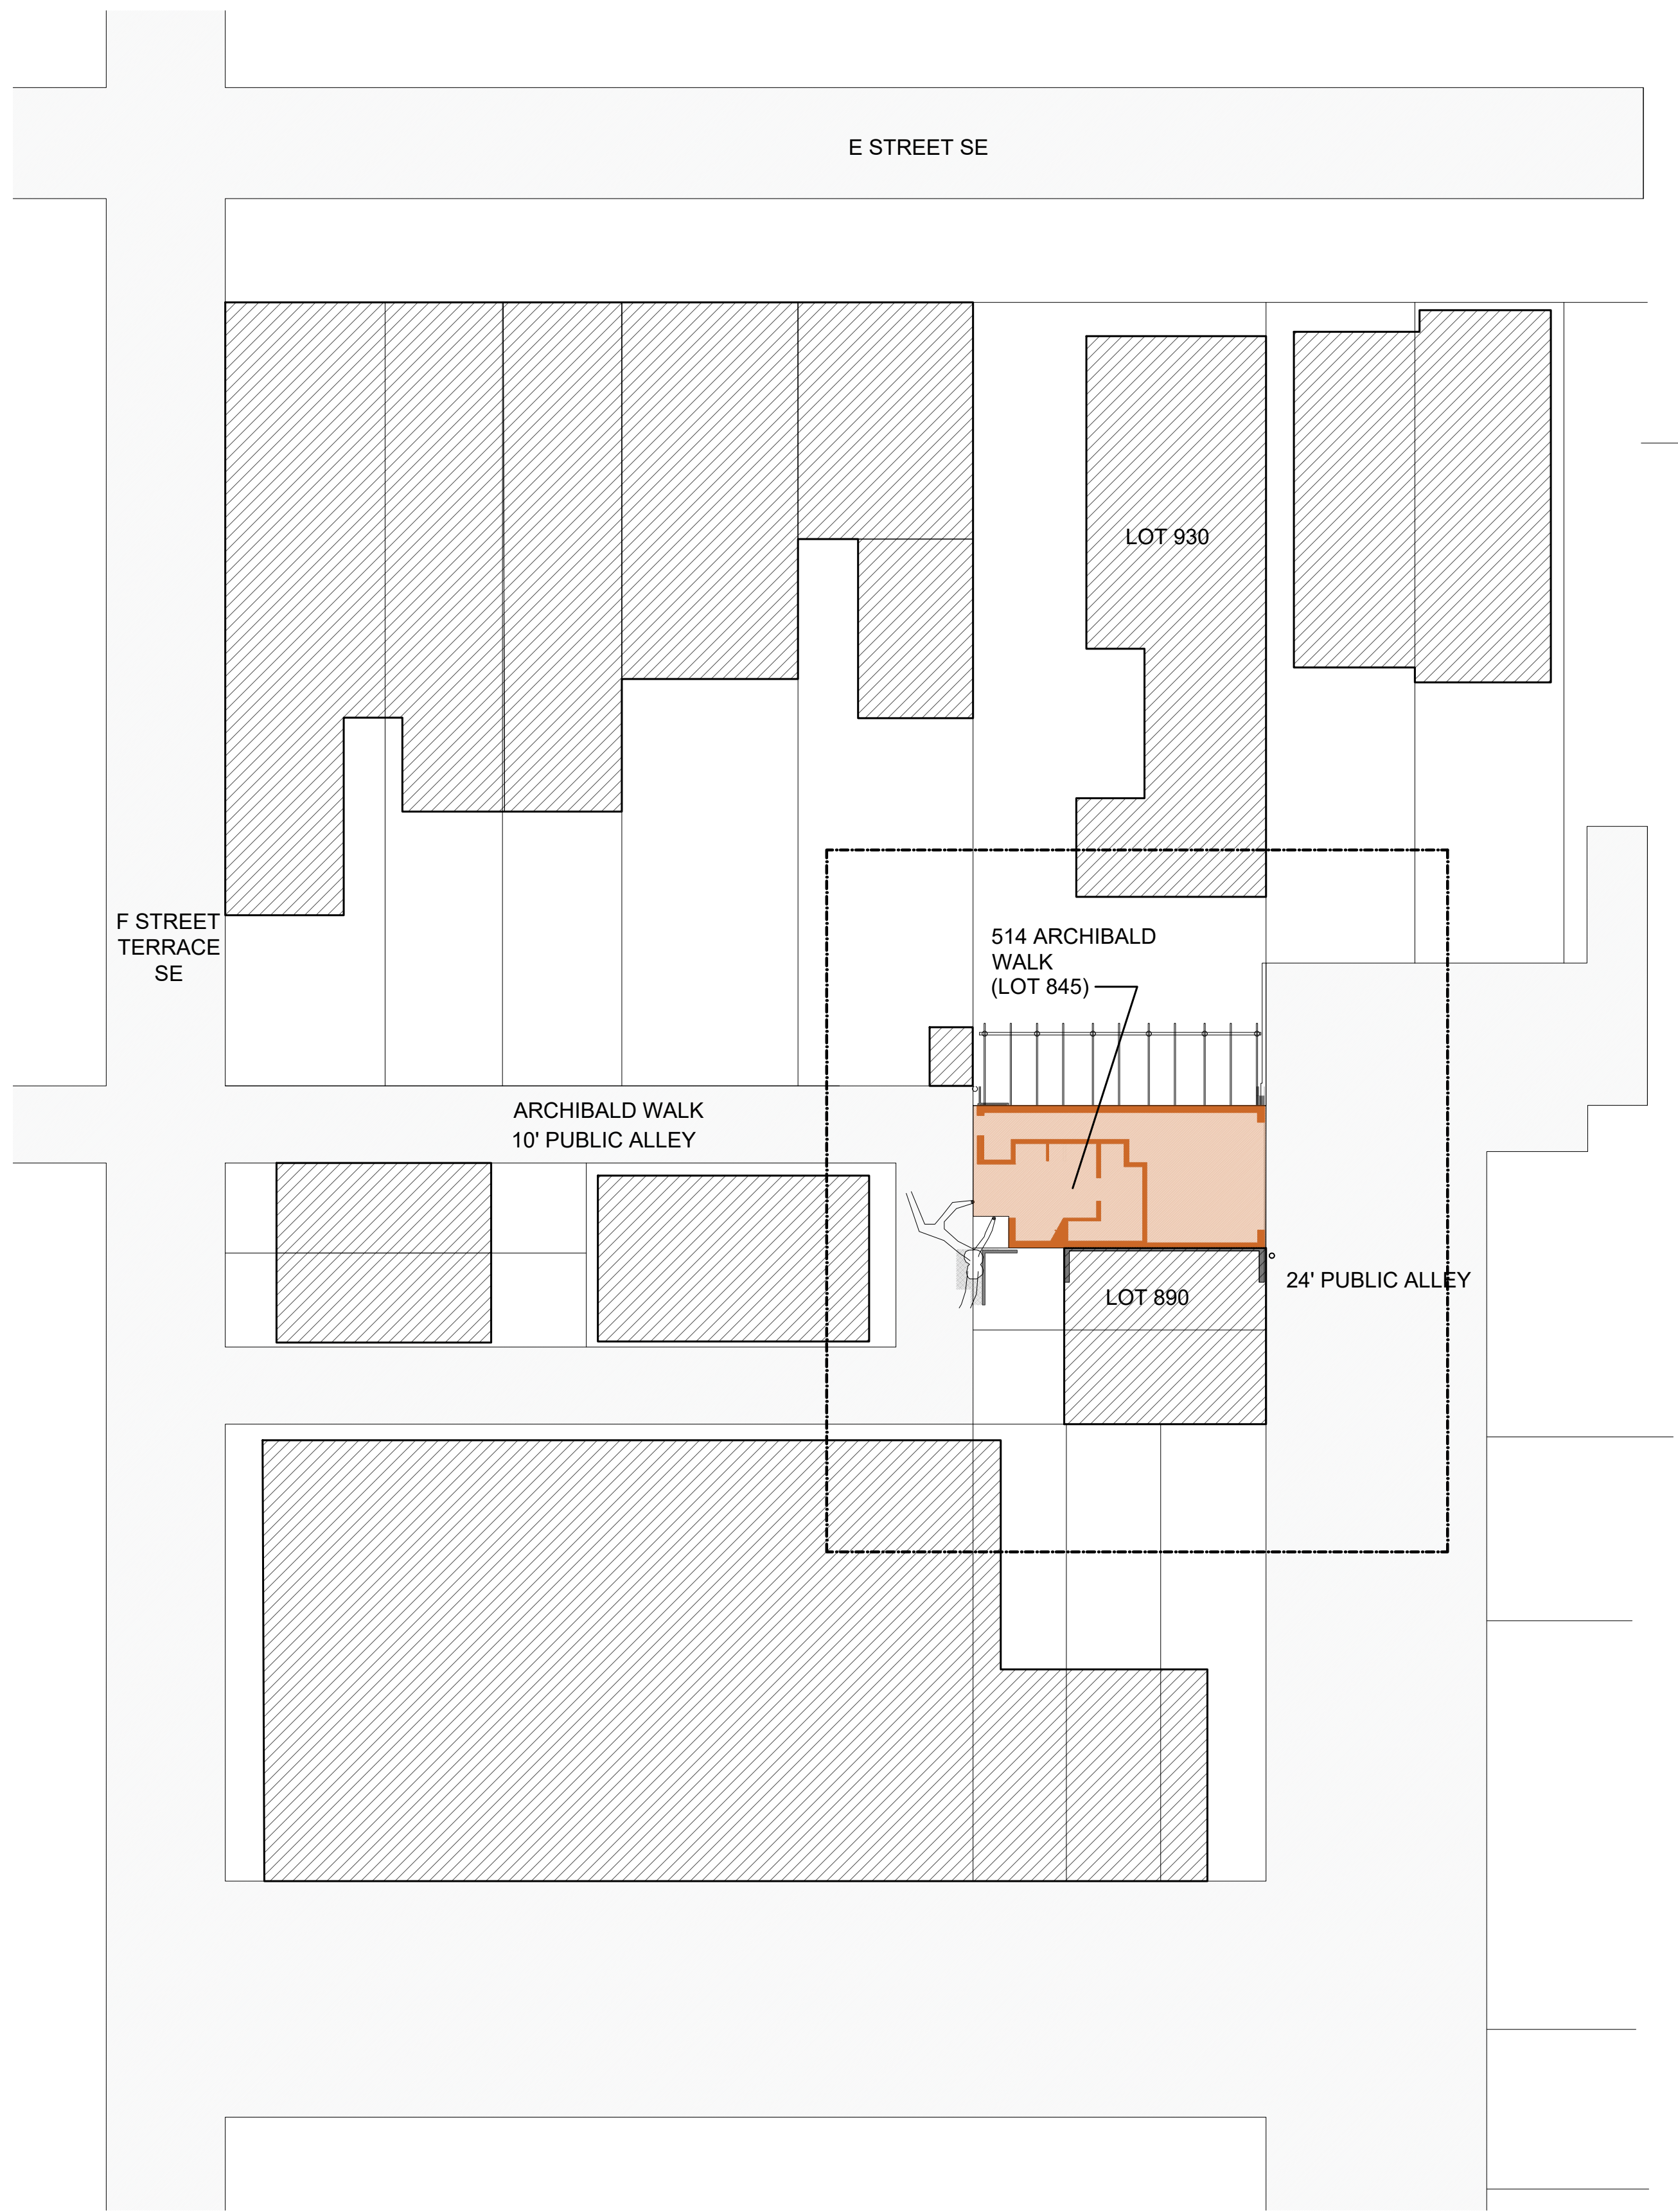 E STREET SE
LOT 930
F STREET
TERRACE
SE
514 ARCHIBALD
WALK
(LOT 845)
ARCHIBALD WALK
10' PUBLIC ALLEY
24' PUBLIC ALLEY
LOT 890